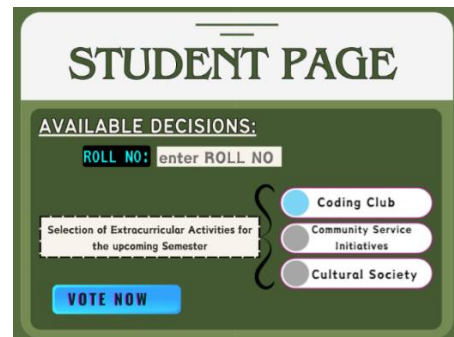 STUDENT PAGE
AVAILABLE DECISIONS:
ROLL NO: enter ROLL NO
Selection of Extracurricular Activities for
the upcoming Semester
Coding Club
Community Service
Initiatives
Cultural Society
VOTE NOW